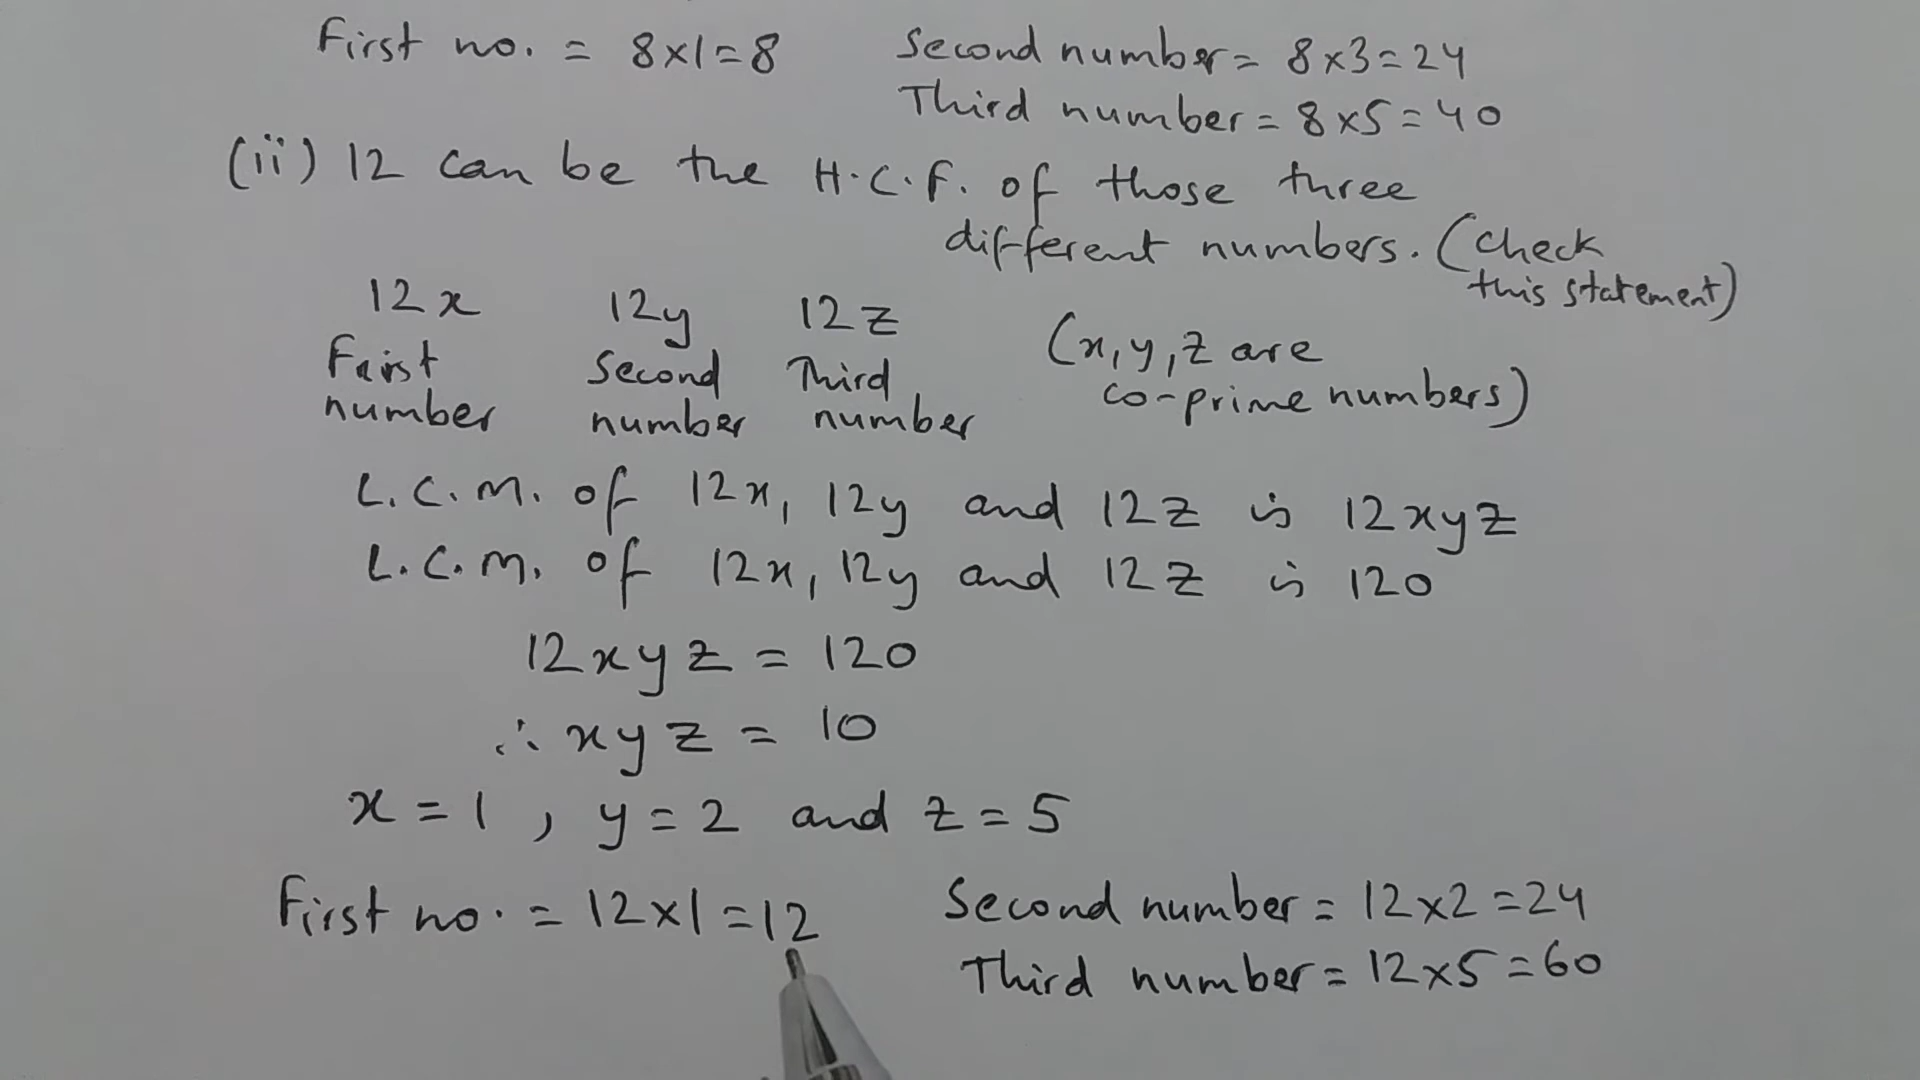 First no. = 8×1=8 Second number = 8×3=24
Third number = 8×5=40
(ii) 12 can be the H.C.F. of those three
different numbers. (check
this statement)
12x 12y 12z
First Second Third (x, y, z are
number number number co-prime numbers)
L.C.M. of 12x, 12y and 12z is 12xyz
L.C.M. of 12x, 12y and 12z is 120
12xyz = 120
∴ xyz = 10
x = 1, y = 2 and z = 5
First no. = 12×1=12 Second number = 12×2=24
Third number = 12×5=60